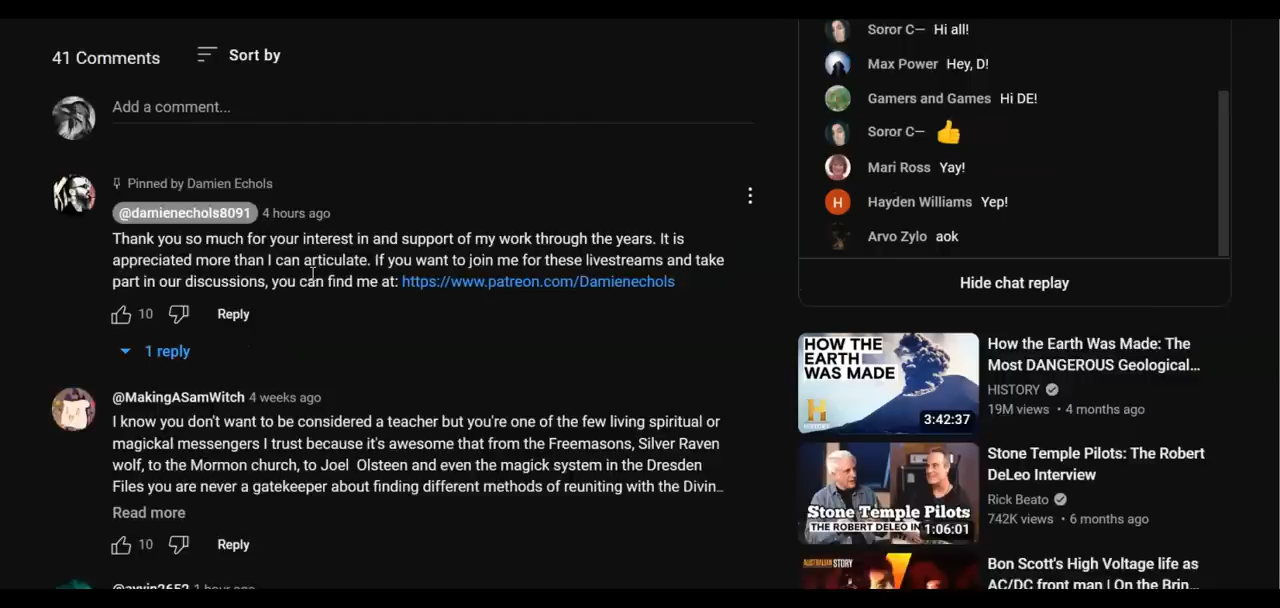 41 Comments
Sort by
Add a comment...
Pinned by Damien Echols
@damienechols8091 4 hours ago
Thank you so much for your interest in and support of my work through the years. It is
appreciated more than I can articulate. If you want to join me for these livestreams and take
part in our discussions, you can find me at: https://www.patreon.com/Damienechols
10 Reply
1 reply
@MakingASamWitch 4 weeks ago
I know you don't want to be considered a teacher but you're one of the few living spiritual or
magickal messengers I trust because it's awesome that from the Freemasons, Silver Raven
wolf, to the Mormon church, to Joel Olsteen and even the magick system in the Dresden
Files you are never a gatekeeper about finding different methods of reuniting with the Divin...
Read more
10 Reply
1 hour ago
Soror C— Hi all!
Max Power Hey, D!
Gamers and Games Hi DE!
Soror C— 👍
Mari Ross Yay!
H
Hayden Williams Yep!
Arvo Zylo aok
Hide chat replay
HOW THE
EARTH
WAS MADE
H
3:42:37
How the Earth Was Made: The
Most DANGEROUS Geological...
HISTORY
19M views • 4 months ago
Stone Temple Pilots
THE ROBERT DELEO IN
1:06:01
Stone Temple Pilots: The Robert
DeLeo Interview
Rick Beato
742K views • 6 months ago
AUSTRALIAN STORY
Bon Scott's High Voltage life as
AC/DC front man | On the Brin...